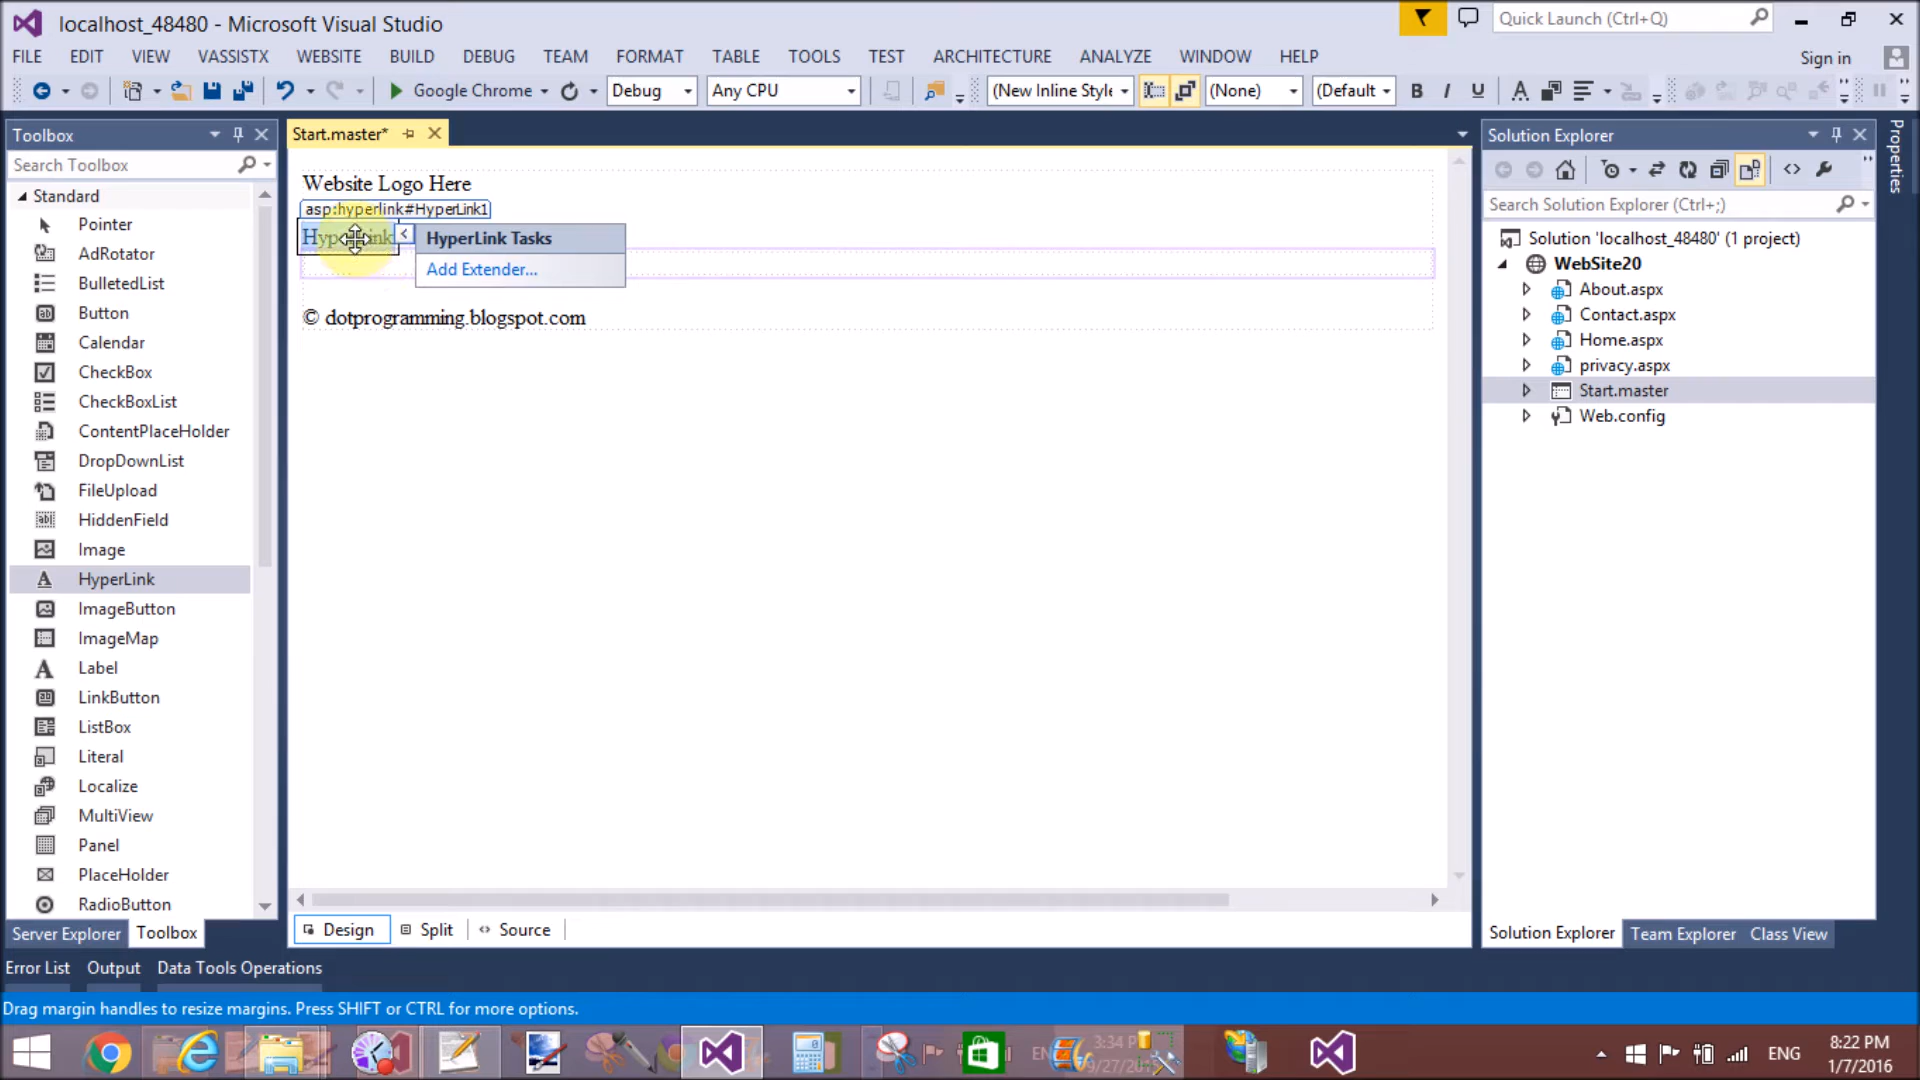 localhost_48480 - Microsoft Visual Studio
Quick Launch (Ctrl+Q)
FILE EDIT VIEW VASSISTX WEBSITE BUILD DEBUG TEAM FORMAT TABLE TOOLS TEST ARCHITECTURE ANALYZE WINDOW HELP
Sign in
Google Chrome Debug Any CPU (New Inline Style (None) (Default B I U A
Toolbox
Search Toolbox
Standard
Pointer
AdRotator
BulletedList
Button
Calendar
CheckBox
CheckBoxList
ContentPlaceHolder
DropDownList
FileUpload
HiddenField
Image
HyperLink
ImageButton
ImageMap
Label
LinkButton
ListBox
Literal
Localize
MultiView
Panel
PlaceHolder
RadioButton
Server Explorer Toolbox
Start.master*
Website Logo Here
asp:hyperlink#HyperLink1
HyperLink
HyperLink Tasks
Add Extender...
© dotprogramming.blogspot.com
Design Split Source
Solution Explorer
Search Solution Explorer (Ctrl+;)
Solution 'localhost_48480' (1 project)
WebSite20
About.aspx
Contact.aspx
Home.aspx
privacy.aspx
Start.master
Web.config
Solution Explorer Team Explorer Class View
Properties
Error List Output Data Tools Operations
Drag margin handles to resize margins. Press SHIFT or CTRL for more options.
3:34 P
ENG
8:22 PM
1/7/2016